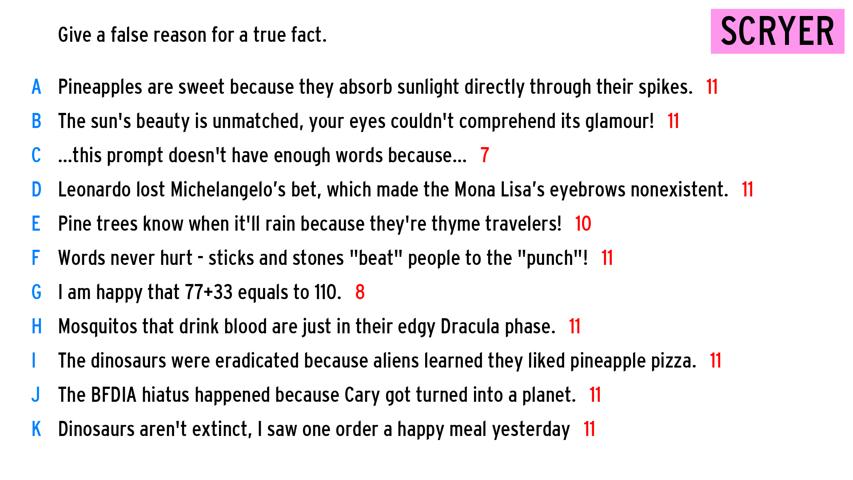 Give a false reason for a true fact.
SCRYER
A Pineapples are sweet because they absorb sunlight directly through their spikes. 11
B The sun's beauty is unmatched, your eyes couldn't comprehend its glamour! 11
C ...this prompt doesn't have enough words because... 7
D Leonardo lost Michelangelo’s bet, which made the Mona Lisa’s eyebrows nonexistent. 11
E Pine trees know when it'll rain because they're thyme travelers! 10
F Words never hurt - sticks and stones "beat" people to the "punch"! 11
G I am happy that 77+33 equals to 110. 8
H Mosquitos that drink blood are just in their edgy Dracula phase. 11
I The dinosaurs were eradicated because aliens learned they liked pineapple pizza. 11
J The BFDIA hiatus happened because Cary got turned into a planet. 11
K Dinosaurs aren't extinct, I saw one order a happy meal yesterday 11